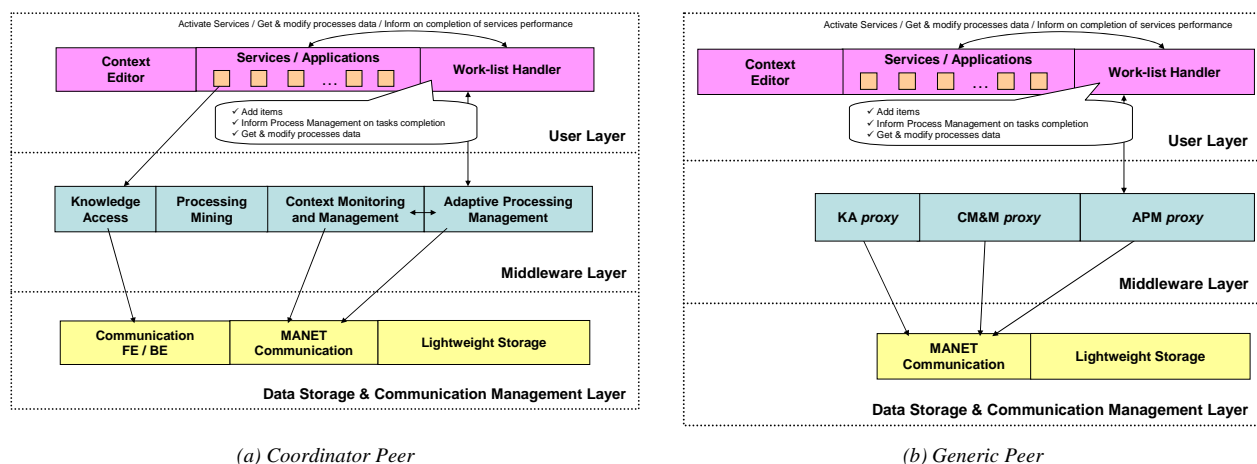 Activate Services / Get & modify processes data / Inform on completion of services performance
Context
Editor
Services / Applications
...
Work-list Handler
✓ Add items
✓ Inform Process Management on tasks completion
✓ Get & modify processes data
User Layer
Knowledge
Access
Processing
Mining
Context Monitoring
and Management
Adaptive Processing
Management
Middleware Layer
Communication
FE / BE
MANET
Communication
Lightweight Storage
Data Storage & Communication Management Layer
(a) Coordinator Peer
Activate Services / Get & modify processes data / Inform on completion of services performance
Context
Editor
Services / Applications
...
Work-list Handler
✓ Add items
✓ Inform Process Management on tasks completion
✓ Get & modify processes data
User Layer
KA proxy
CM&M proxy
APM proxy
Middleware Layer
MANET
Communication
Lightweight Storage
Data Storage & Communication Management Layer
(b) Generic Peer